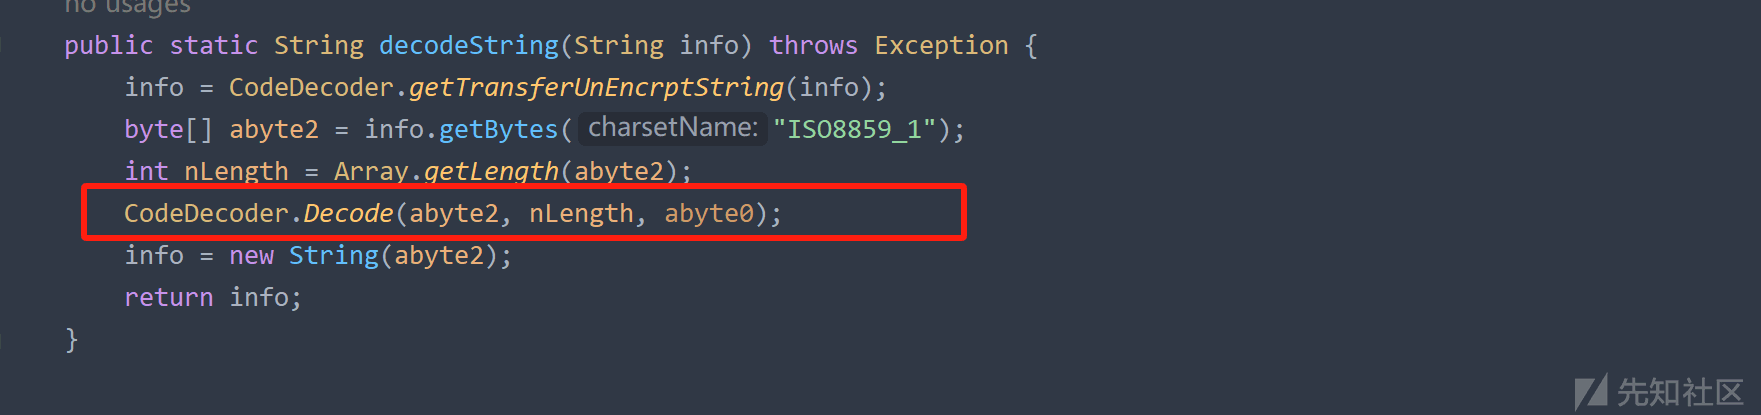 no usages
public static String decodeString(String info) throws Exception {
info = CodeDecoder.getTransferUnEncrptString(info);
byte[] abyte2 = info.getBytes( charsetName: "ISO8859_1");
int nLength = Array.getLength(abyte2);
CodeDecoder.Decode(abyte2, nLength, abyte0);
info = new String(abyte2);
return info;
}
先知社区